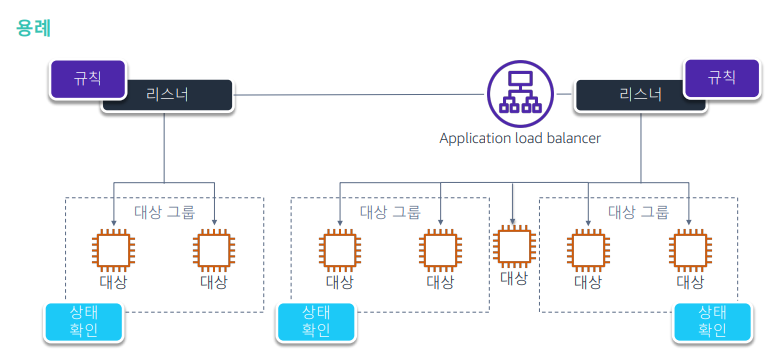 용례
규칙
리스너
리스너
규칙
Application load balancer
대상 그룹
대상 그룹
대상 그룹
대상
대상
대상
대상
대상
대상
대상
상태
확인
상태
확인
상태
확인